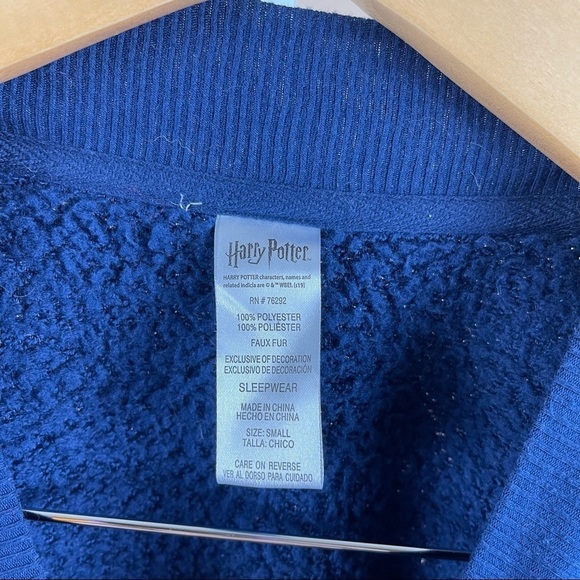 Harry Potter
HARRY POTTER characters, names and
related indicia are © & ™ WBEI. (s19)
RN # 76292
100% POLYESTER
100% POLIÉSTER
FAUX FUR
EXCLUSIVE OF DECORATION
EXCLUSIVO DE DECORACIÓN
SLEEPWEAR
MADE IN CHINA
HECHO EN CHINA
SIZE: SMALL
TALLA: CHICO
CARE ON REVERSE
VER AL DORSO PARA CUIDADO